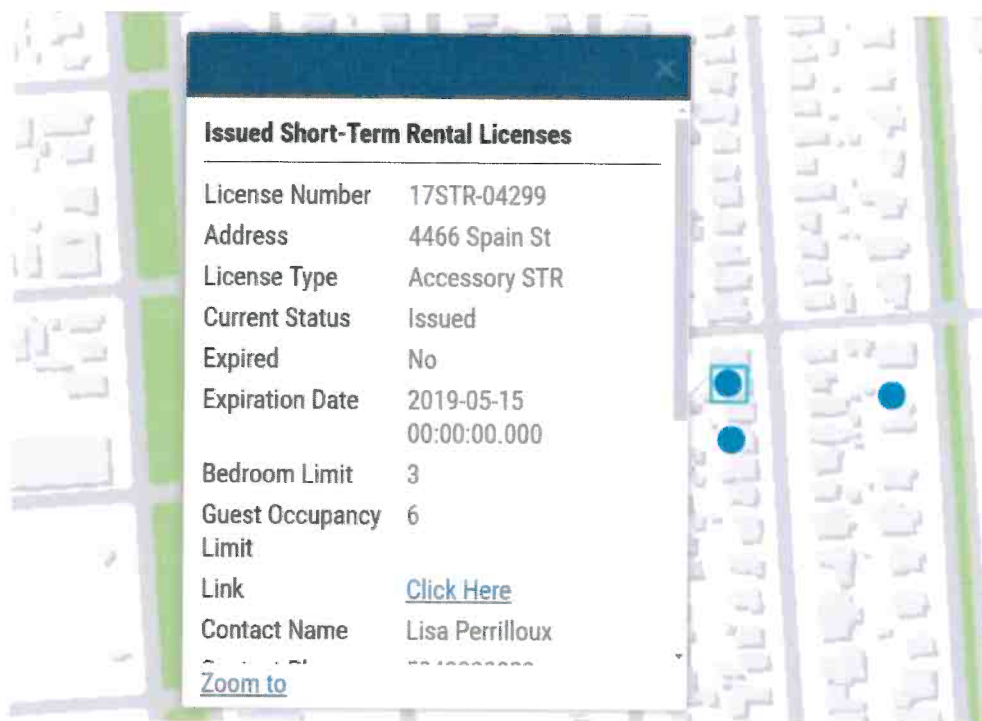 Issued Short-Term Rental Licenses
License Number 17STR-04299
Address 4466 Spain St
License Type Accessory STR
Current Status Issued
Expired No
Expiration Date 2019-05-15
00:00:00.000
Bedroom Limit 3
Guest Occupancy 6
Limit
Link Click Here
Contact Name Lisa Perrilloux
Zoom to